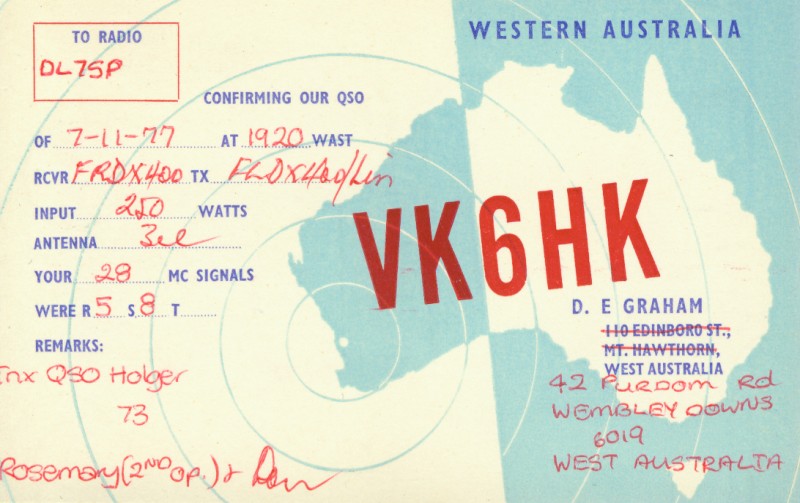 WESTERN AUSTRALIA
TO RADIO
DL7SP
CONFIRMING OUR QSO
OF 7-11-77 AT 1920 WAST
RCVR FRDX400 TX FLDX400/Lin
INPUT 250 WATTS
ANTENNA 3el
YOUR 28 MC SIGNALS
WERE R 5 S 8 T
REMARKS:
Tnx QSO Holger
73
Rosemary (2ND OP.) & Don
VK6HK
D. E GRAHAM
110 EDINBORO ST.,
MT. HAWTHORN,
WEST AUSTRALIA
42 PURDOM Rd
WEMBLEY DOWNS
6019
WEST AUSTRALIA